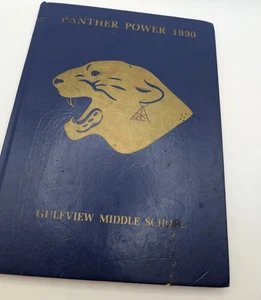 PANTHER POWER 1990
GULFVIEW MIDDLE SCHOOL